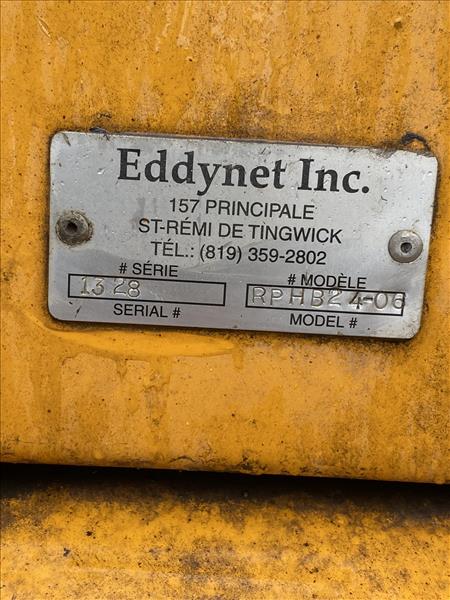 Eddynet Inc.
157 PRINCIPALE
ST-RÉMI DE TINGWICK
TÉL.: (819) 359-2802
# SÉRIE # MODÈLE
1328 RPHB24-06
SERIAL # MODEL #